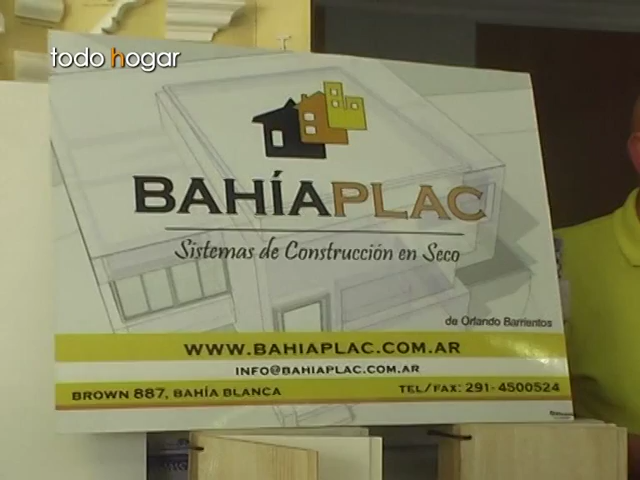 todo hogar
BAHÍAPLAC
Sistemas de Construcción en Seco
de Orlando Barrientos
WWW.BAHIAPLAC.COM.AR
INFO@BAHIAPLAC.COM.AR
BROWN 887, BAHÍA BLANCA
TEL/FAX: 291-4500524